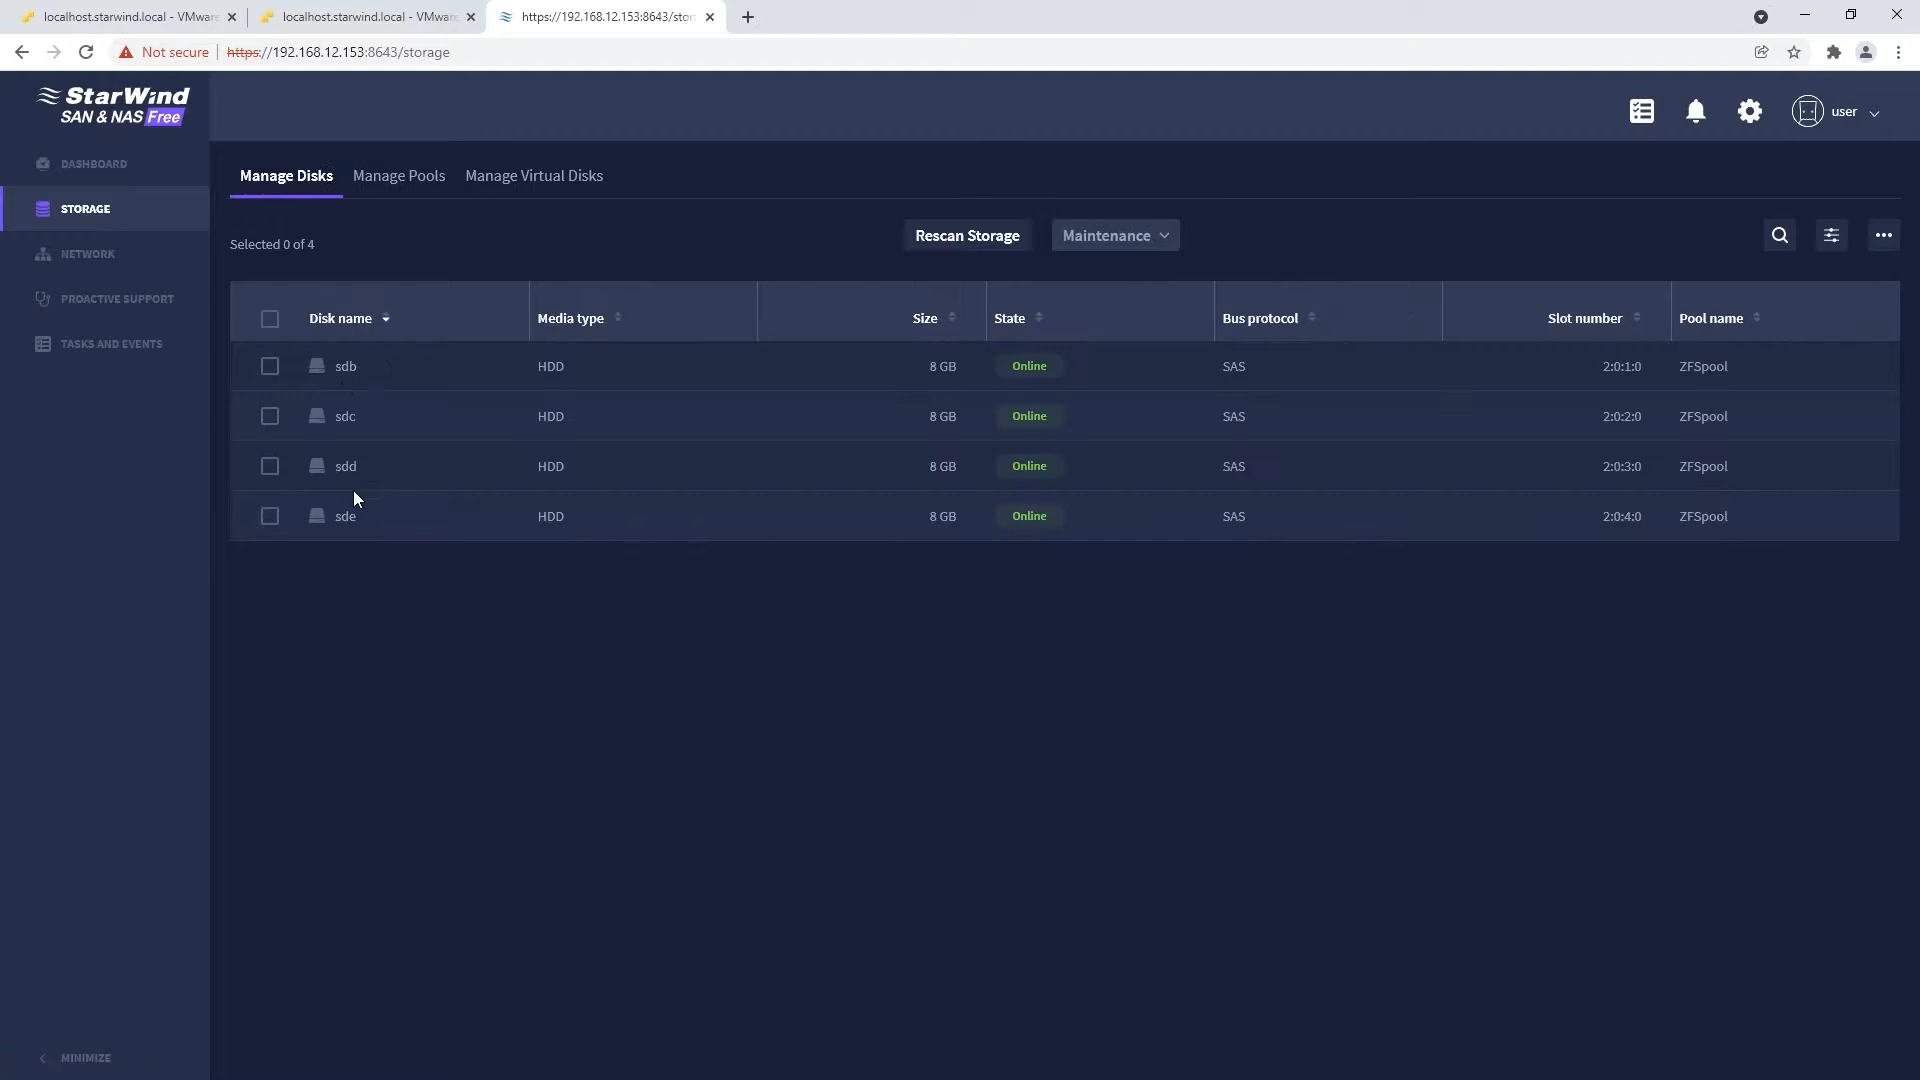 localhost.starwind.local - VMware
localhost.starwind.local - VMware
https://192.168.12.153:8643/stor
Not secure
https://192.168.12.153:8643/storage
StarWind
SAN & NAS Free
user
DASHBOARD
STORAGE
NETWORK
PROACTIVE SUPPORT
TASKS AND EVENTS
MINIMIZE
Manage Disks Manage Pools Manage Virtual Disks
Selected 0 of 4
Rescan Storage Maintenance
Disk name Media type Size State Bus protocol Slot number Pool name
sdb HDD 8 GB Online SAS 2:0:1:0 ZFSpool
sdc HDD 8 GB Online SAS 2:0:2:0 ZFSpool
sdd HDD 8 GB Online SAS 2:0:3:0 ZFSpool
sde HDD 8 GB Online SAS 2:0:4:0 ZFSpool